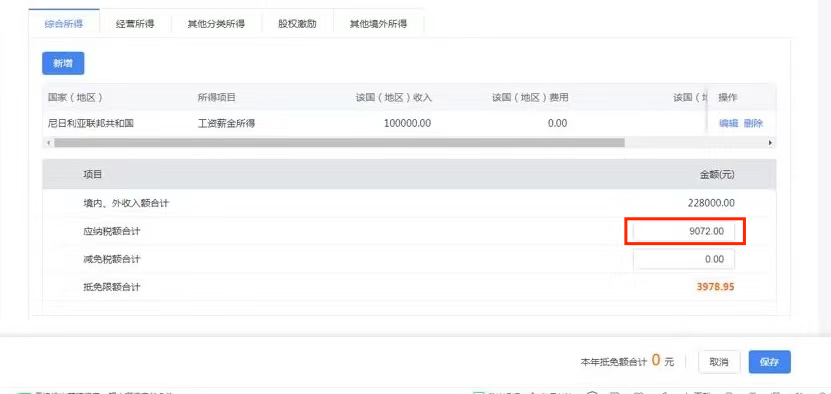 综合所得 经营所得 其他分类所得 股权激励 其他境外所得
新增
国家（地区） 所得项目 该国（地区）收入 该国（地区）费用 该国（ 操作
尼日利亚联邦共和国 工资薪金所得 100000.00 0.00 编辑 删除
项目 金额(元)
境内、外收入额合计 228000.00
应纳税额合计 9072.00
减免税额合计 0.00
抵免限额合计 3978.95
本年抵免额合计 0 元 取消 保存